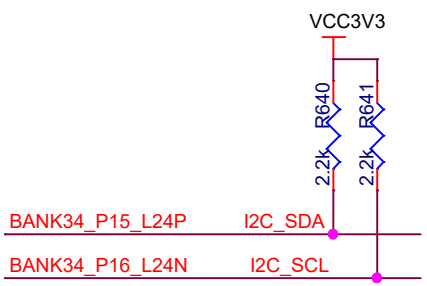 VCC3V3
R640
R641
2.2k
2.2k
BANK34_P15_L24P I2C_SDA
BANK34_P16_L24N I2C_SCL